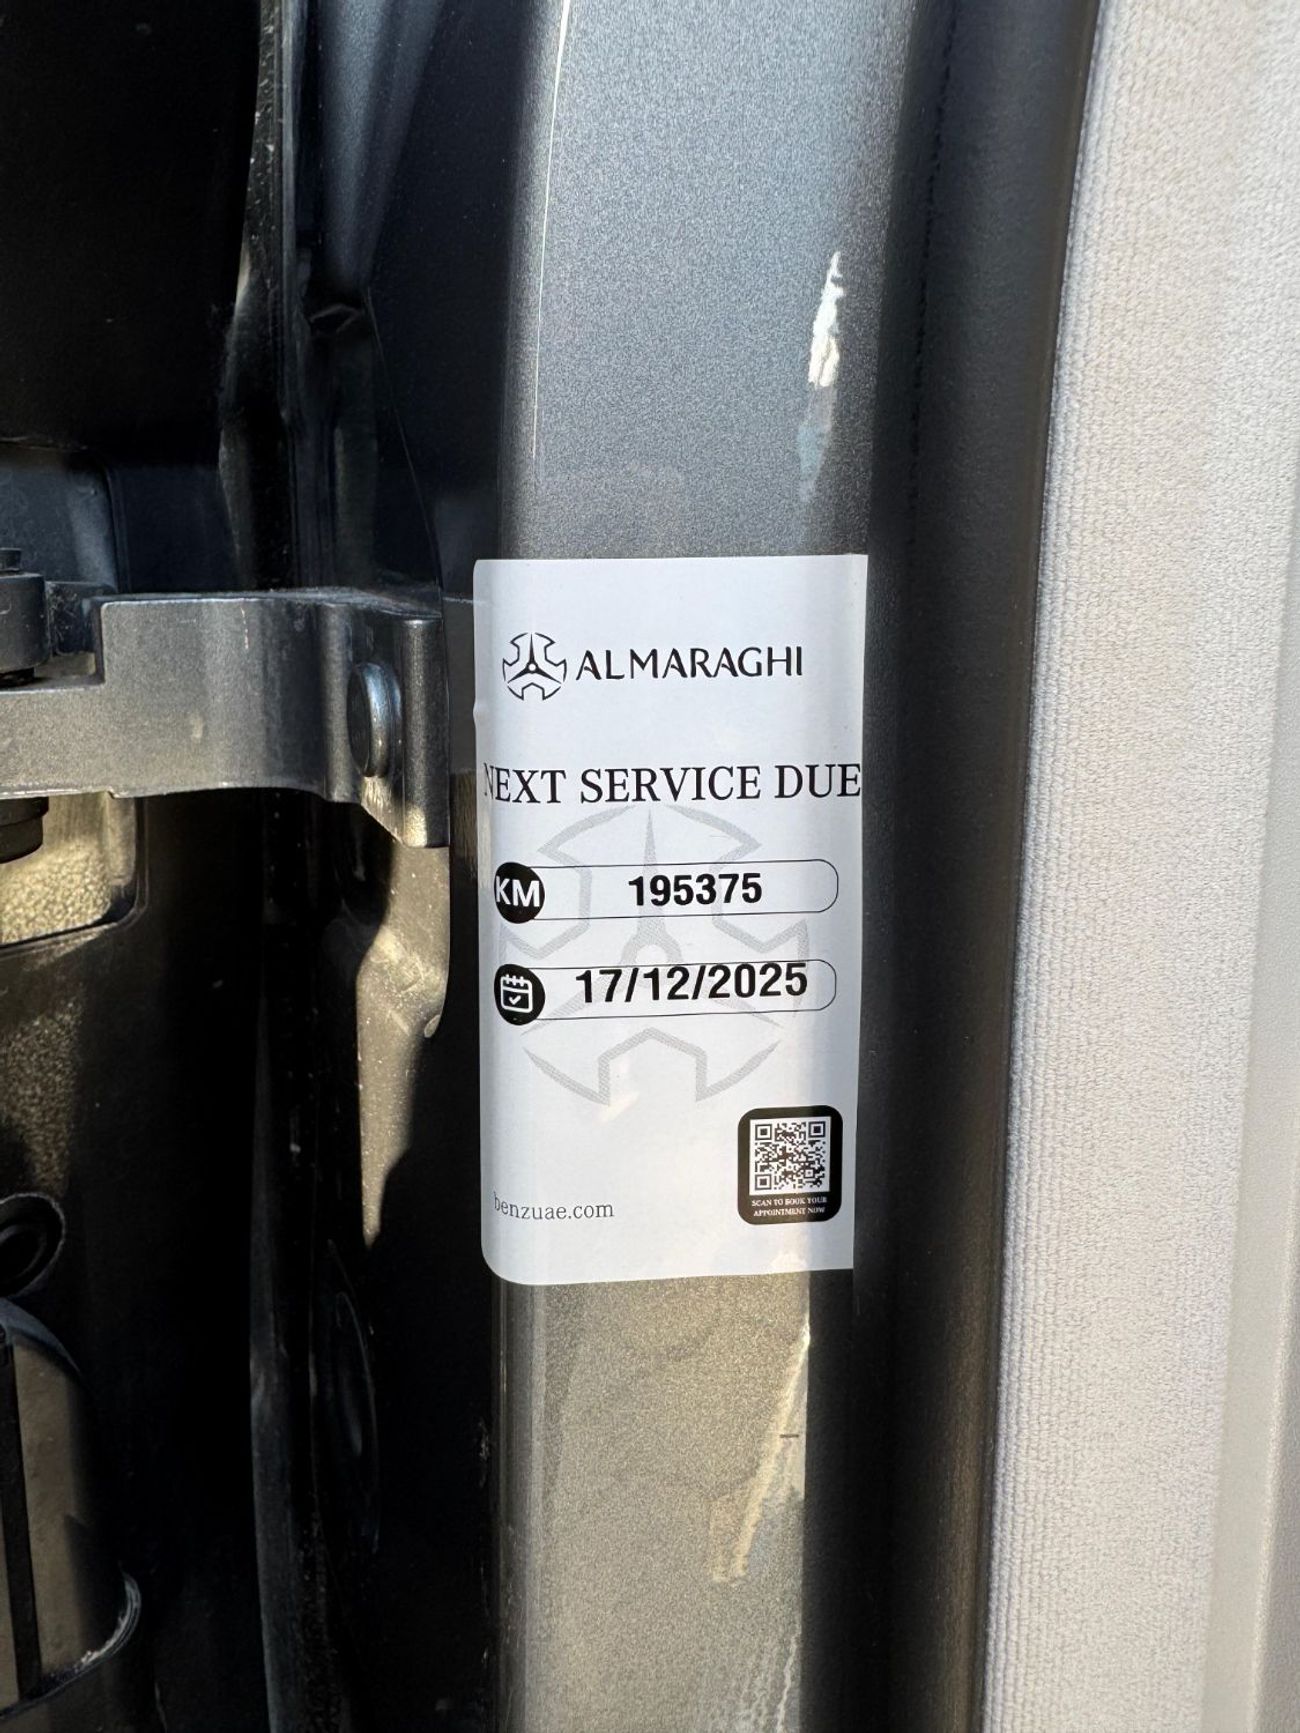 ALMARAGHI
NEXT SERVICE DUE
KM 195375
17/12/2025
SCAN TO BOOK YOUR
APPOINTMENT NOW
benzuae.com